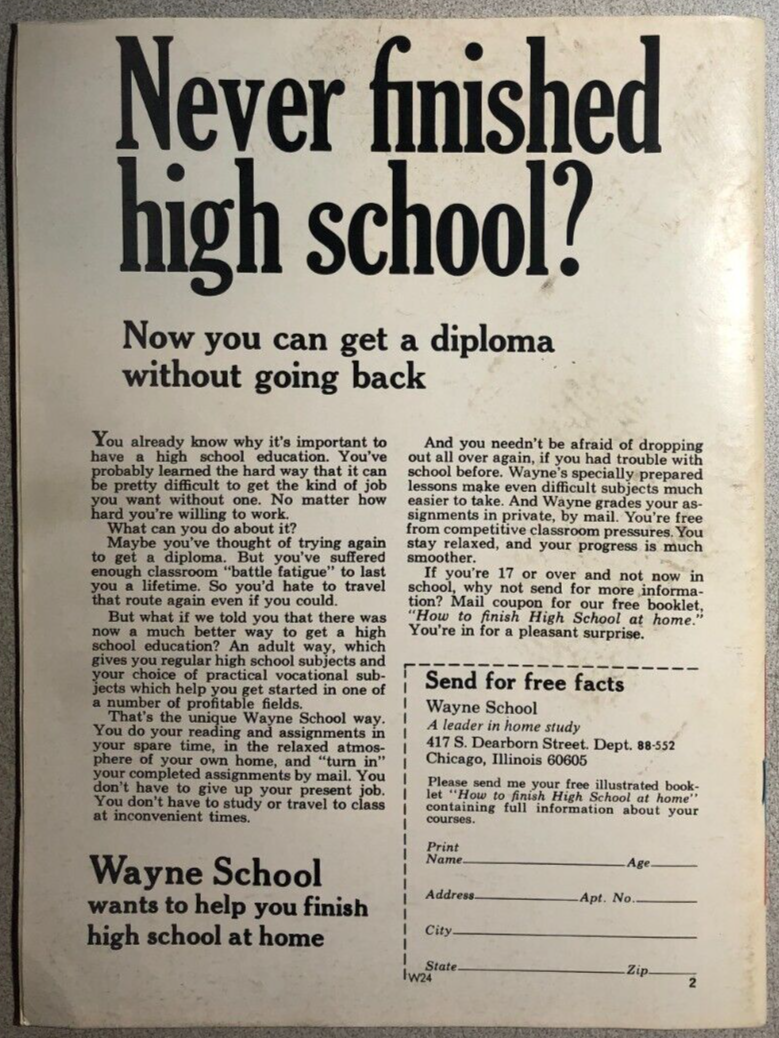 Never finished
high school?
Now you can get a diploma
without going back
You already know why it's important to
have a high school education. You've
probably learned the hard way that it can
be pretty difficult to get the kind of job
you want without one. No matter how
hard you're willing to work.
What can you do about it?
Maybe you've thought of trying again
to get a diploma. But you've suffered
enough classroom "battle fatigue" to last
you a lifetime. So you'd hate to travel
that route again even if you could.
But what if we told you that there was
now a much better way to get a high
school education? An adult way, which
gives you regular high school subjects and
your choice of practical vocational sub-
jects which help you get started in one of
a number of profitable fields.
That's the unique Wayne School way.
You do your reading and assignments in
your spare time, in the relaxed atmos-
phere of your own home, and "turn in"
your completed assignments by mail. You
don't have to give up your present job.
You don't have to study or travel to class
at inconvenient times.
Wayne School
wants to help you finish
high school at home
And you needn't be afraid of dropping
out all over again, if you had trouble with
school before. Wayne's specially prepared
lessons make even difficult subjects much
easier to take. And Wayne grades your as-
signments in private, by mail. You're free
from competitive classroom pressures. You
stay relaxed, and your progress is much
smoother.
If you're 17 or over and not now in
school, why not send for more informa-
tion? Mail coupon for our free booklet,
"How to finish High School at home."
You're in for a pleasant surprise.
Send for free facts
Wayne School
A leader in home study
417 S. Dearborn Street. Dept. 88-552
Chicago, Illinois 60605
Please send me your free illustrated book-
let "How to finish High School at home"
containing full information about your
courses.
Print
Name Age
Address Apt. No.
City
State Zip
W24 2